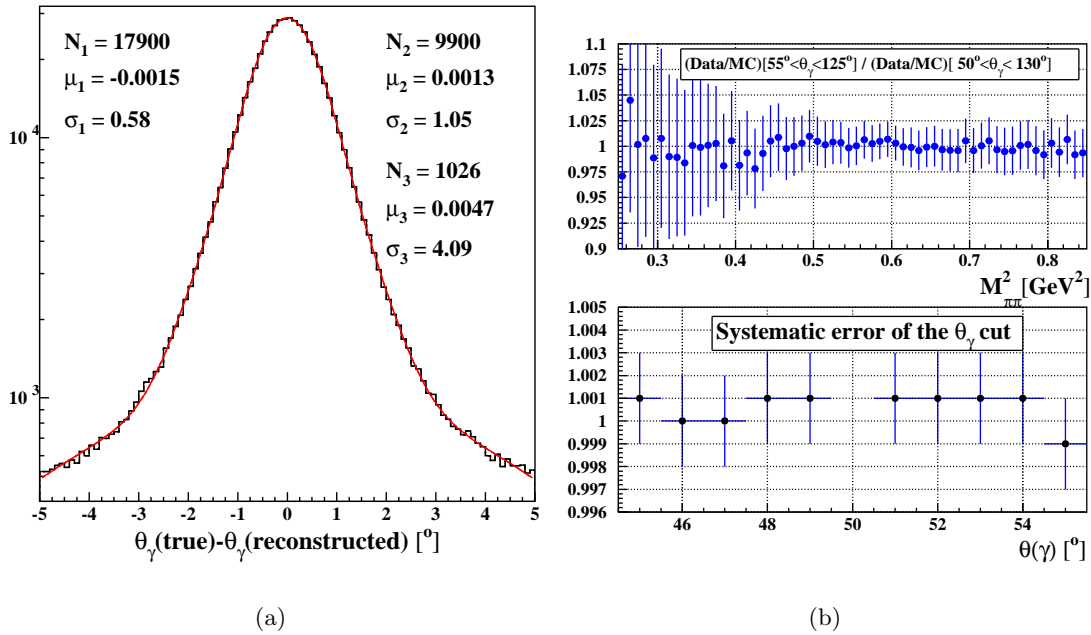 N1 = 17900
μ1 = -0.0015
σ1 = 0.58
N2 = 9900
μ2 = 0.0013
σ2 = 1.05
N3 = 1026
μ3 = 0.0047
σ3 = 4.09
10^4
10^3
-5 -4 -3 -2 -1 0 1 2 3 4 5
θγ(true)-θγ(reconstructed) [°]
(a)
(Data/MC)[55°<θγ<125°] / (Data/MC)[ 50°<θγ< 130°]
1.1
1.075
1.05
1.025
1
0.975
0.95
0.925
0.9
0.3 0.4 0.5 0.6 0.7 0.8
M²ππ[GeV²]
Systematic error of the θγ cut
1.005
1.004
1.003
1.002
1.001
1
0.999
0.998
0.997
0.996
46 48 50 52 54
θ(γ) [°]
(b)